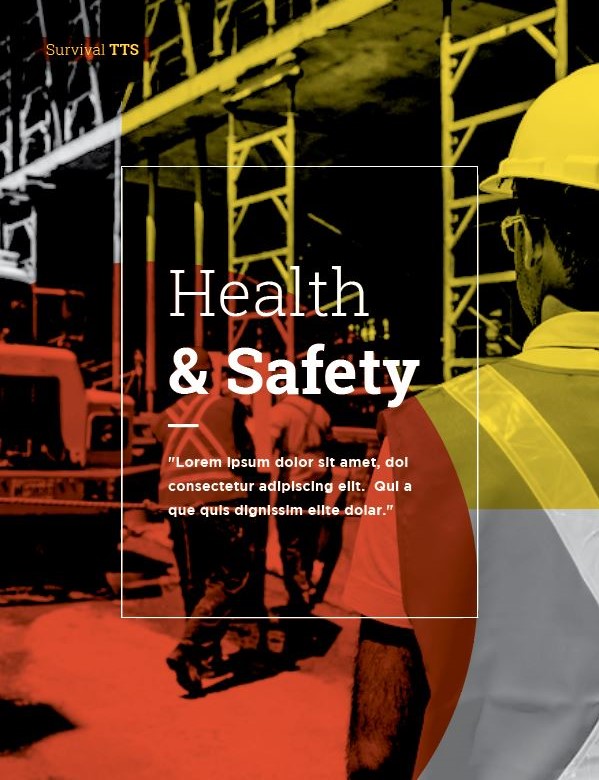 Survival TTS
Health
& Safety
"Lorem ipsum dolor sit amet, dol
consectetur adipiscing elit. Qui a
que quis dignissim elite dolar."